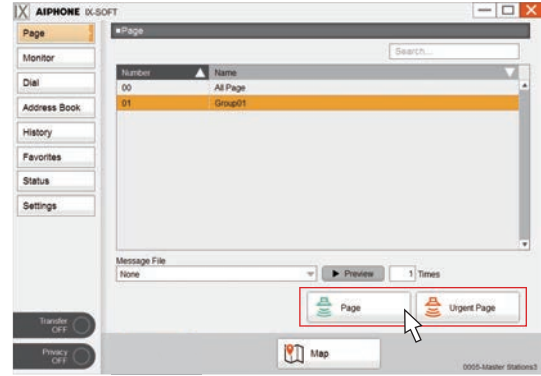 AIPHONE IX-SOFT
Page
Monitor
Dial
Address Book
History
Favorites
Status
Settings
Transfer OFF
Privacy OFF
■Page
Search...
Number Name
00 All Page
01 Group01
Message File
None Preview 1 Times
Page Urgent Page
Map
0005-Master Stations3